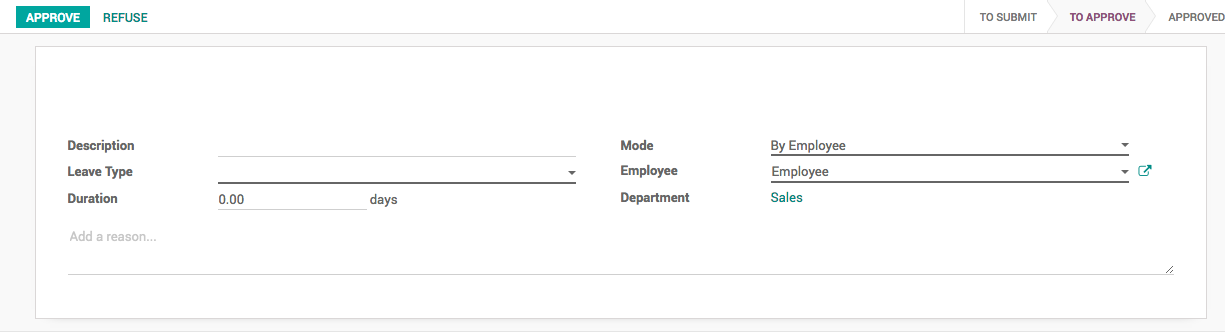 APPROVE REFUSE TO SUBMIT TO APPROVE APPROVED
Description Mode By Employee
Leave Type Employee Employee
Duration 0.00 days Department Sales
Add a reason...